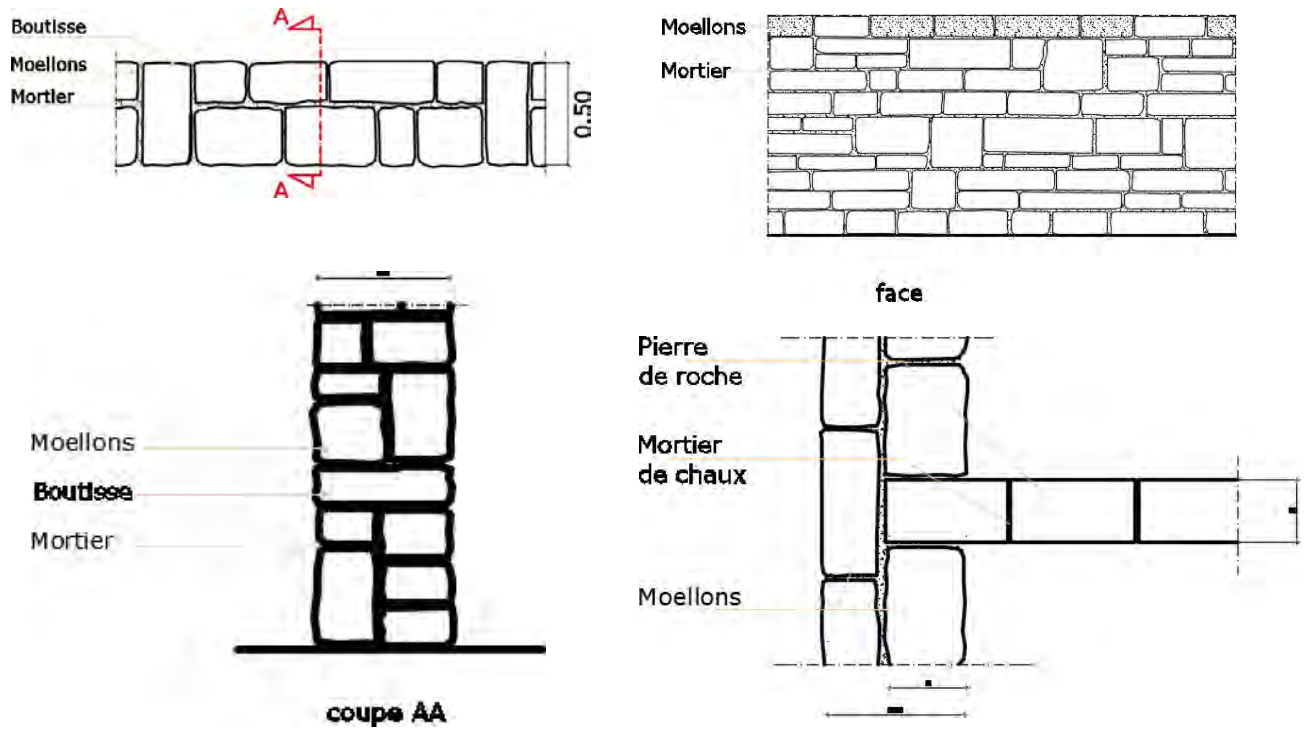 Boutisse
Moellons
Mortier
A
A
0.50
Moellons
Mortier
face
Moellons
Boutisse
Mortier
coupe AA
Pierre
de roche
Mortier
de chaux
Moellons